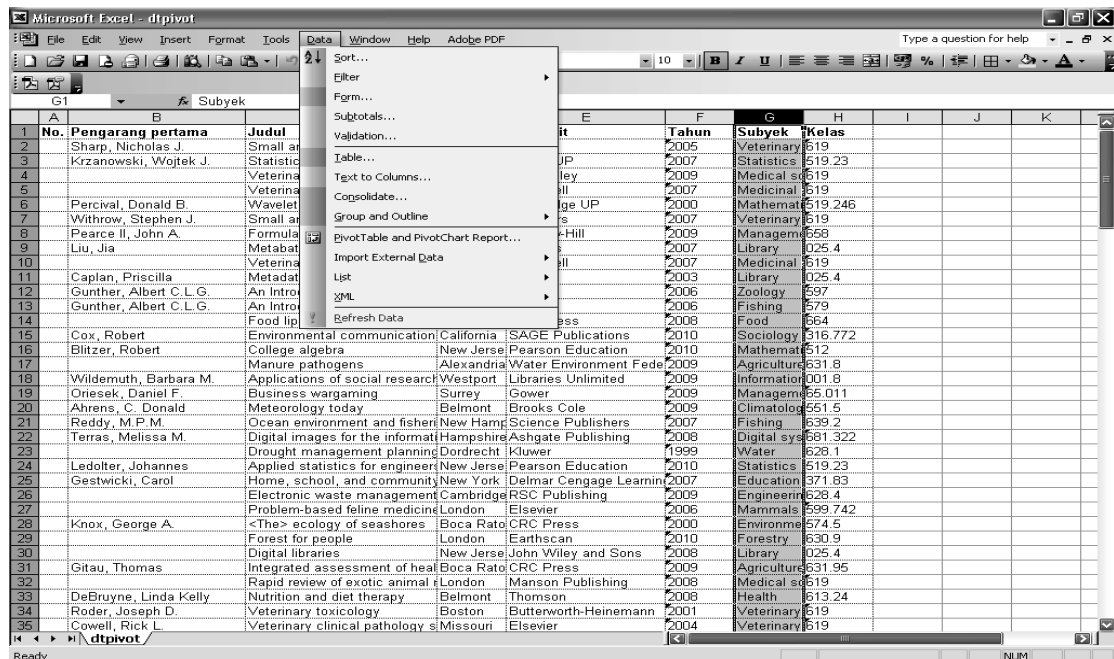 Microsoft Excel - dtpivot
File Edit View Insert Format Tools Data Window Help Adobe PDF Type a question for help
10 B I U %
G1 fx Subyek
Sort...
Filter
Form...
Subtotals...
Validation...
Table...
Text to Columns...
Consolidate...
Group and Outline
PivotTable and PivotChart Report...
Import External Data
List
XML
Refresh Data
A B E F G H I J K
1 No. Pengarang pertama Judul it Tahun Subyek Kelas
2 Sharp, Nicholas J. Small an 2005 Veterinary 619
3 Krzanowski, Wojtek J. Statistic UP 2007 Statistics 519.23
4 Veterina ley 2009 Medical sc 619
5 Veterina ell 2007 Medicinal 619
6 Percival, Donald B. Wavelet dge UP 2000 Mathemati 519.246
7 Withrow, Stephen J. Small an s 2007 Veterinary 619
8 Pearce II, John A. Formula -Hill 2009 Manageme 658
9 Liu, Jia Metabat s 2007 Library 025.4
10 Veterina ell 2007 Medicinal 619
11 Caplan, Priscilla Metadat 2003 Library 025.4
12 Gunther, Albert C.L.G. An Intro 2006 Zoology 597
13 Gunther, Albert C.L.G. An Intro 2006 Fishing 579
14 Food lip ess 2008 Food 664
15 Cox, Robert Environmental communication California SAGE Publications 2010 Sociology 316.772
16 Blitzer, Robert College algebra New Jerse Pearson Education 2010 Mathemati 512
17 Manure pathogens Alexandria Water Environment Fede 2009 Agriculture 631.8
18 Wildemuth, Barbara M. Applications of social research Westport Libraries Unlimited 2009 Information 001.8
19 Oriesek, Daniel F. Business wargaming Surrey Gower 2009 Manageme 65.011
20 Ahrens, C. Donald Meteorology today Belmont Brooks Cole 2009 Climatolog 551.5
21 Reddy, M.P.M. Ocean environment and fisheri New Hamp Science Publishers 2007 Fishing 639.2
22 Terras, Melissa M. Digital images for the informati Hampshire Ashgate Publishing 2008 Digital sys 681.322
23 Drought management planning Dordrecht Kluwer 1999 Water 628.1
24 Ledolter, Johannes Applied statistics for engineers New Jerse Pearson Education 2010 Statistics 519.23
25 Gestwicki, Carol Home, school, and community New York Delmar Cengage Learnin 2007 Education 371.83
26 Electronic waste management Cambridge RSC Publishing 2009 Engineerin 628.4
27 Problem-based feline medicine London Elsevier 2006 Mammals 599.742
28 Knox, George A. <The> ecology of seashores Boca Rato CRC Press 2000 Environme 574.5
29 Forest for people London Earthscan 2010 Forestry 630.9
30 Digital libraries New Jerse John Wiley and Sons 2008 Library 025.4
31 Gitau, Thomas Integrated assessment of heal Boca Rato CRC Press 2009 Agriculture 631.95
32 Rapid review of exotic animal London Manson Publishing 2008 Medical sc 619
33 DeBruyne, Linda Kelly Nutrition and diet therapy Belmont Thomson 2008 Health 613.24
34 Roder, Joseph D. Veterinary toxicology Boston Butterworth-Heinemann 2001 Veterinary 619
35 Cowell, Rick L. Veterinary clinical pathology s Missouri Elsevier 2004 Veterinary 619
dtpivot
Ready NUM